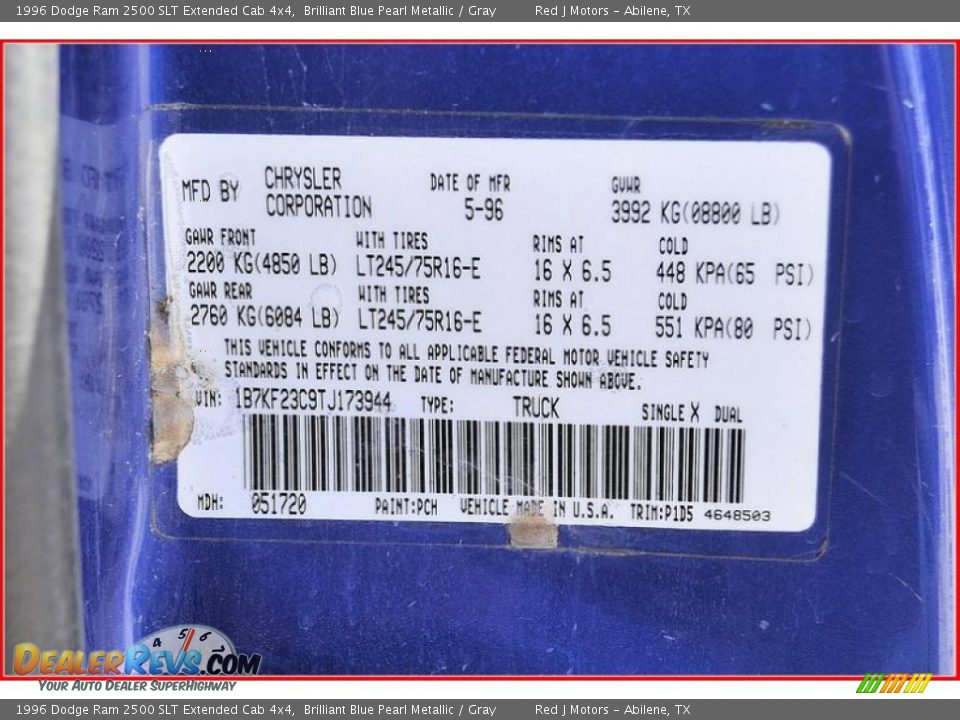 1996 Dodge Ram 2500 SLT Extended Cab 4x4, Brilliant Blue Pearl Metallic / Gray Red J Motors - Abilene, TX
MFD BY CHRYSLER CORPORATION DATE OF MFR 5-96 GVWR 3992 KG(08800 LB)
GAWR FRONT WITH TIRES RIMS AT COLD
2200 KG(4850 LB) LT245/75R16-E 16 X 6.5 448 KPA(65 PSI)
GAWR REAR WITH TIRES RIMS AT COLD
2760 KG(6084 LB) LT245/75R16-E 16 X 6.5 551 KPA(80 PSI)
THIS VEHICLE CONFORMS TO ALL APPLICABLE FEDERAL MOTOR VEHICLE SAFETY
STANDARDS IN EFFECT ON THE DATE OF MANUFACTURE SHOWN ABOVE.
VIN: 1B7KF23C9TJ173944 TYPE: TRUCK SINGLE X DUAL
MDH: 051720 PAINT:PCH VEHICLE MADE IN U.S.A. TRIM:P1D5 4648503
4 5 6
DEALERREVS.COM
YOUR AUTO DEALER SUPERHIGHWAY
1996 Dodge Ram 2500 SLT Extended Cab 4x4, Brilliant Blue Pearl Metallic / Gray Red J Motors - Abilene, TX